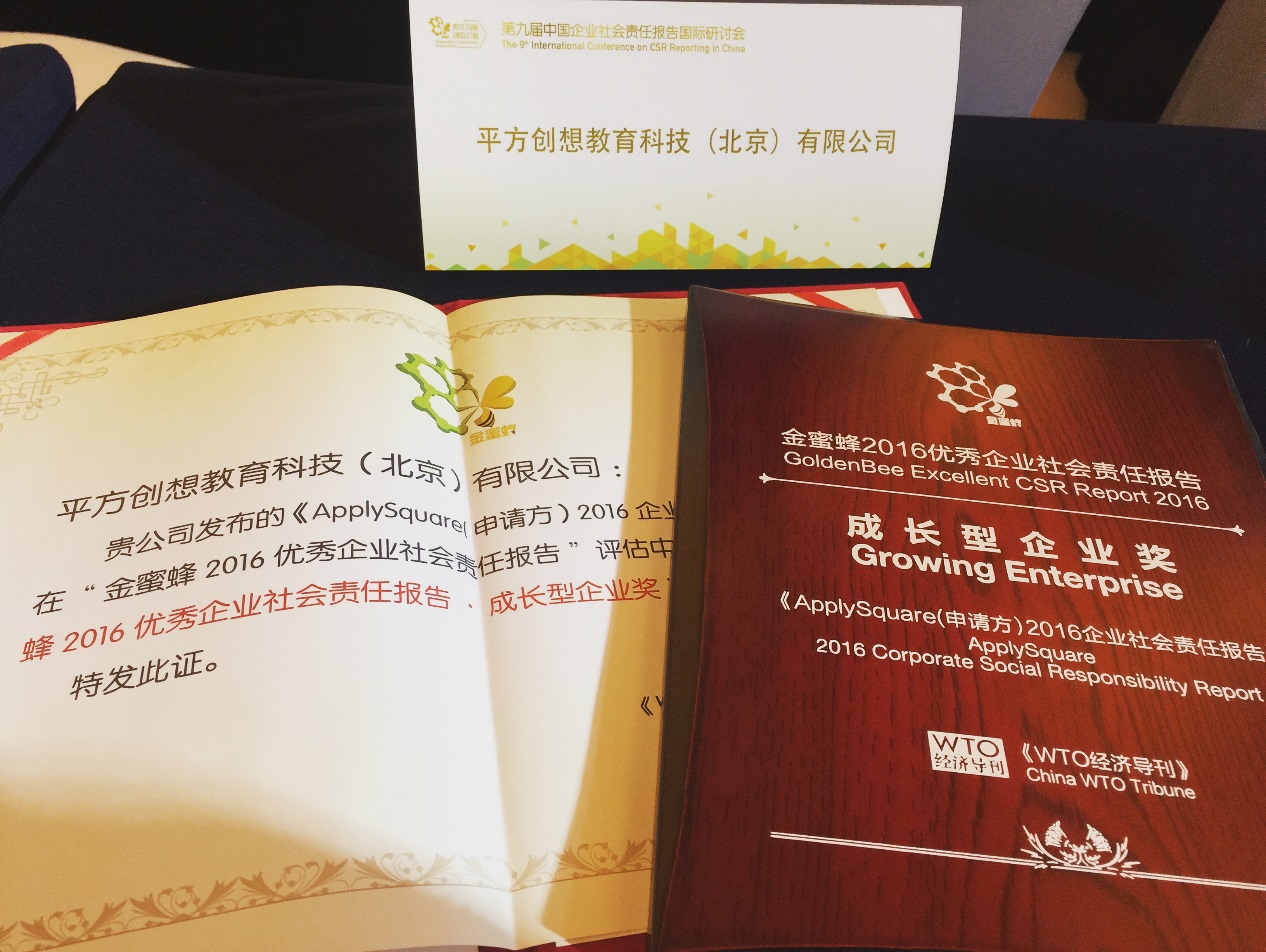 第九届中国企业社会责任报告国际研讨会
The 9th International Conference on CSR Reporting in China
平方创想教育科技（北京）有限公司
金蜜蜂
平方创想教育科技（北京）有限公司：
贵公司发布的《ApplySquare(申请方）2016 企业
在“金蜜蜂 2016 优秀企业社会责任报告”评估中
蜂 2016 优秀企业社会责任报告·成长型企业奖
特发此证。
《W
金蜜蜂
金蜜蜂2016优秀企业社会责任报告
GoldenBee Excellent CSR Report 2016
成长型企业奖
Growing Enterprise
《ApplySquare(申请方)2016企业社会责任报告
ApplySquare
2016 Corporate Social Responsibility Report
WTO
经济导刊
《WTO经济导刊》
China WTO Tribune